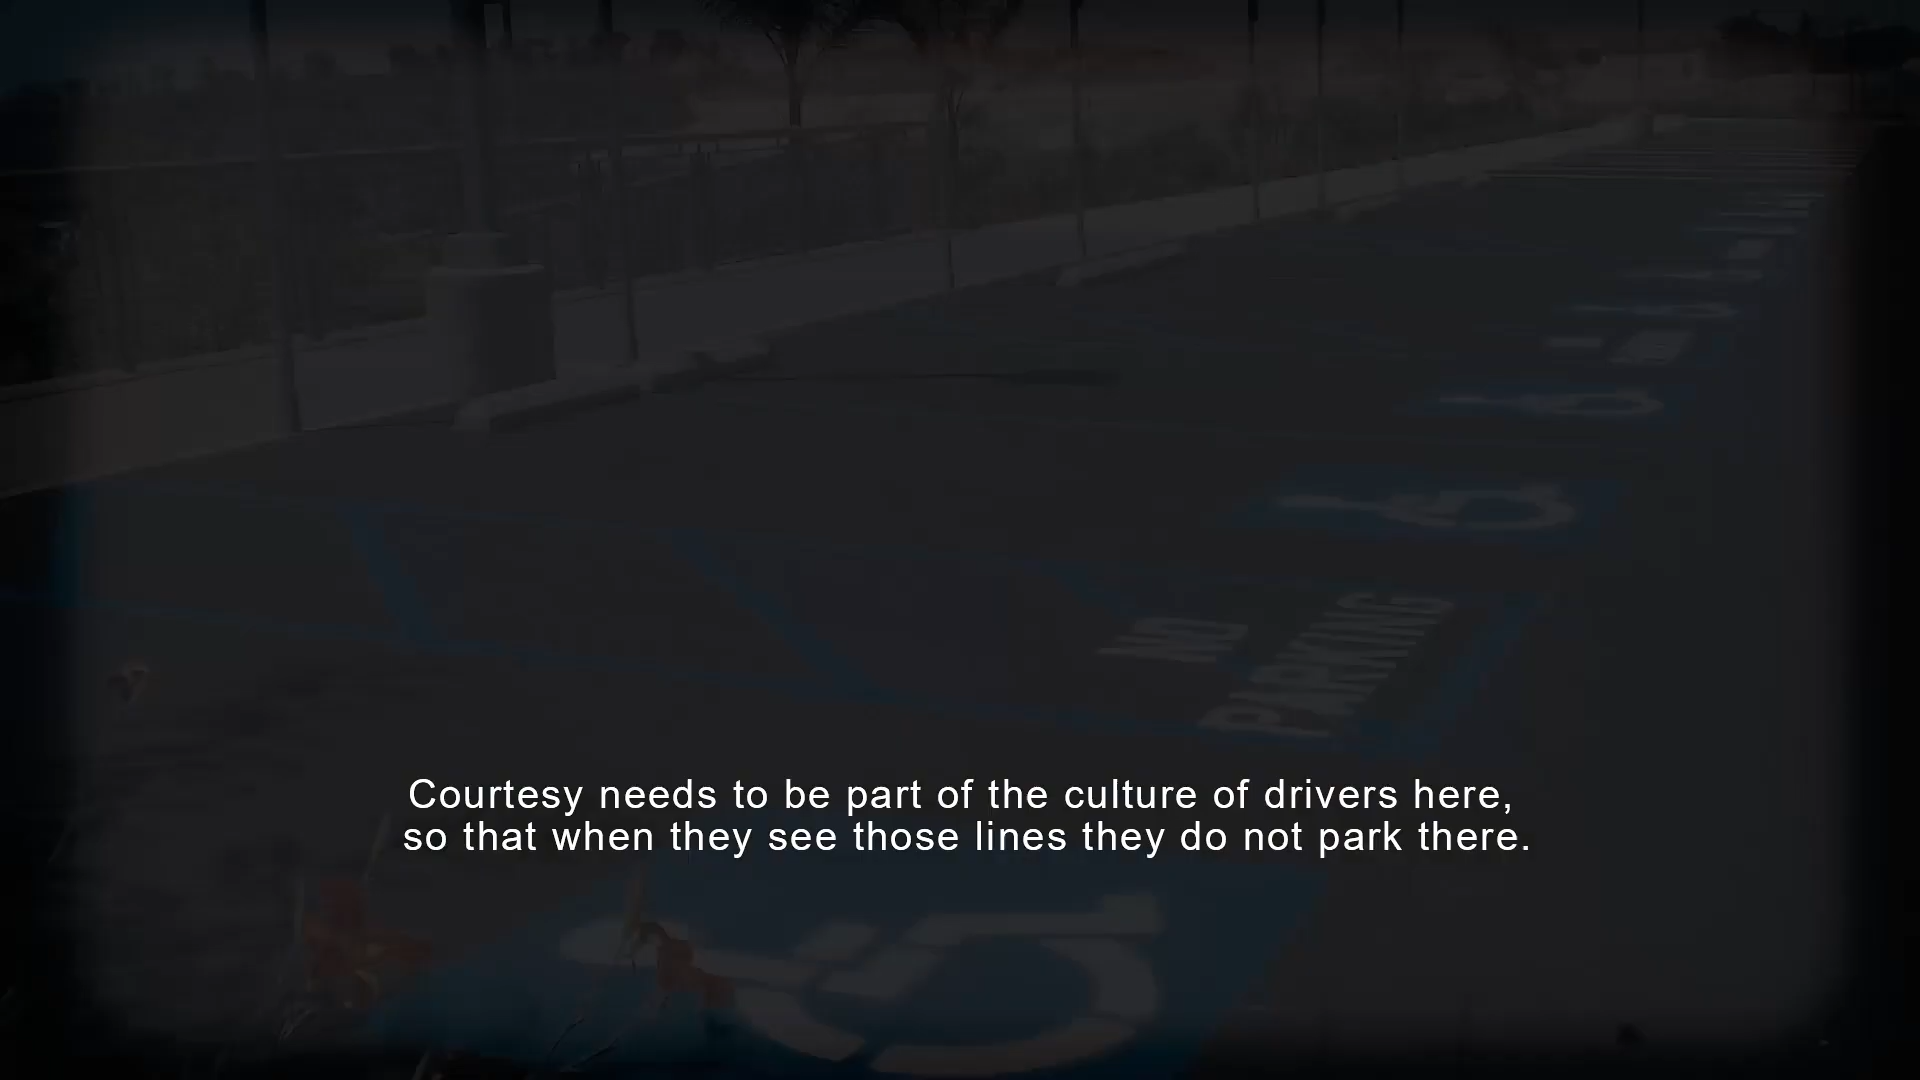 NO
PARKING
Courtesy needs to be part of the culture of drivers here,
so that when they see those lines they do not park there.